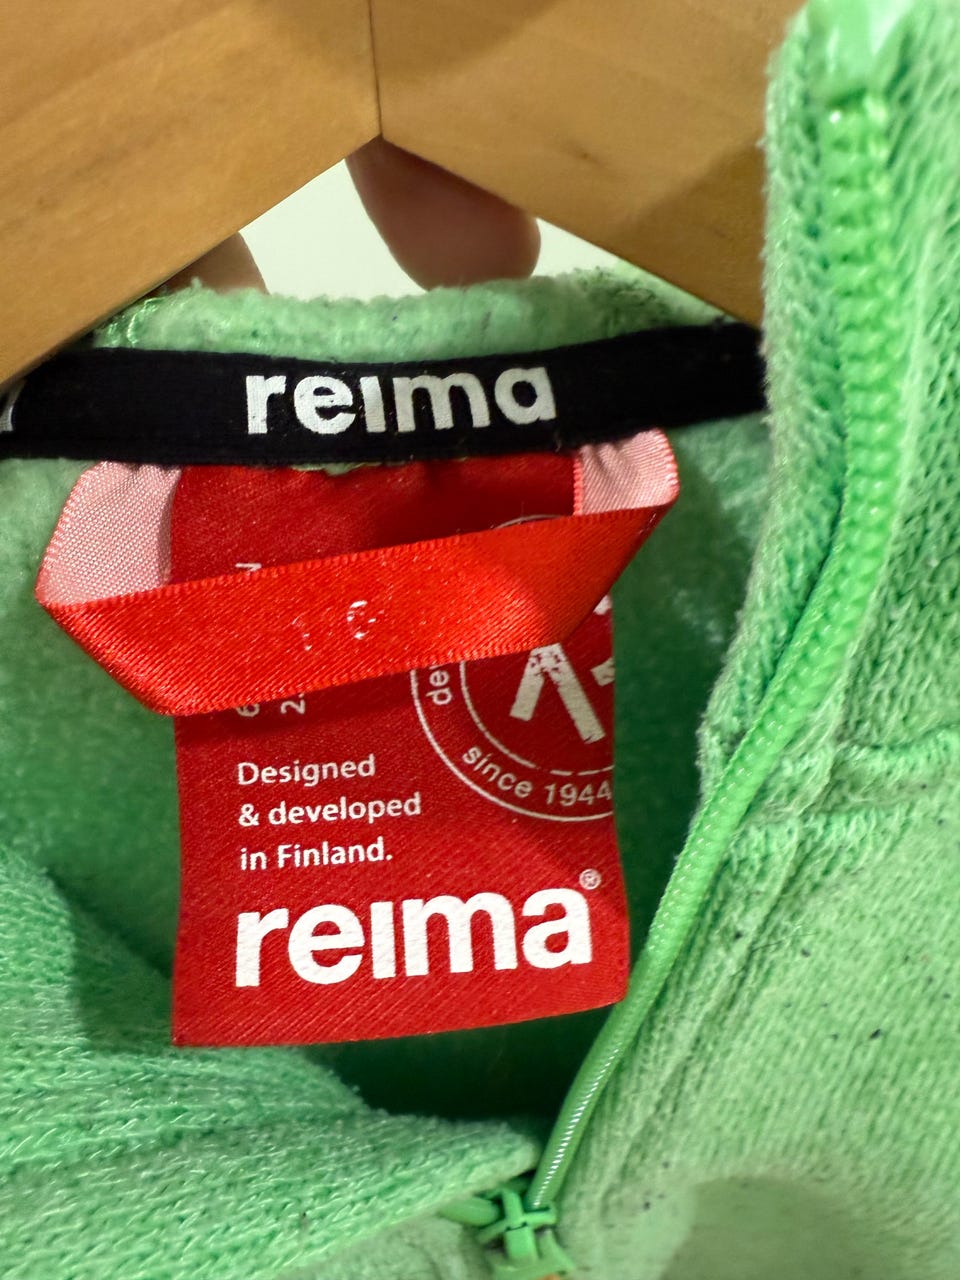 reima
Designed
& developed
in Finland.
since 1944
reima®